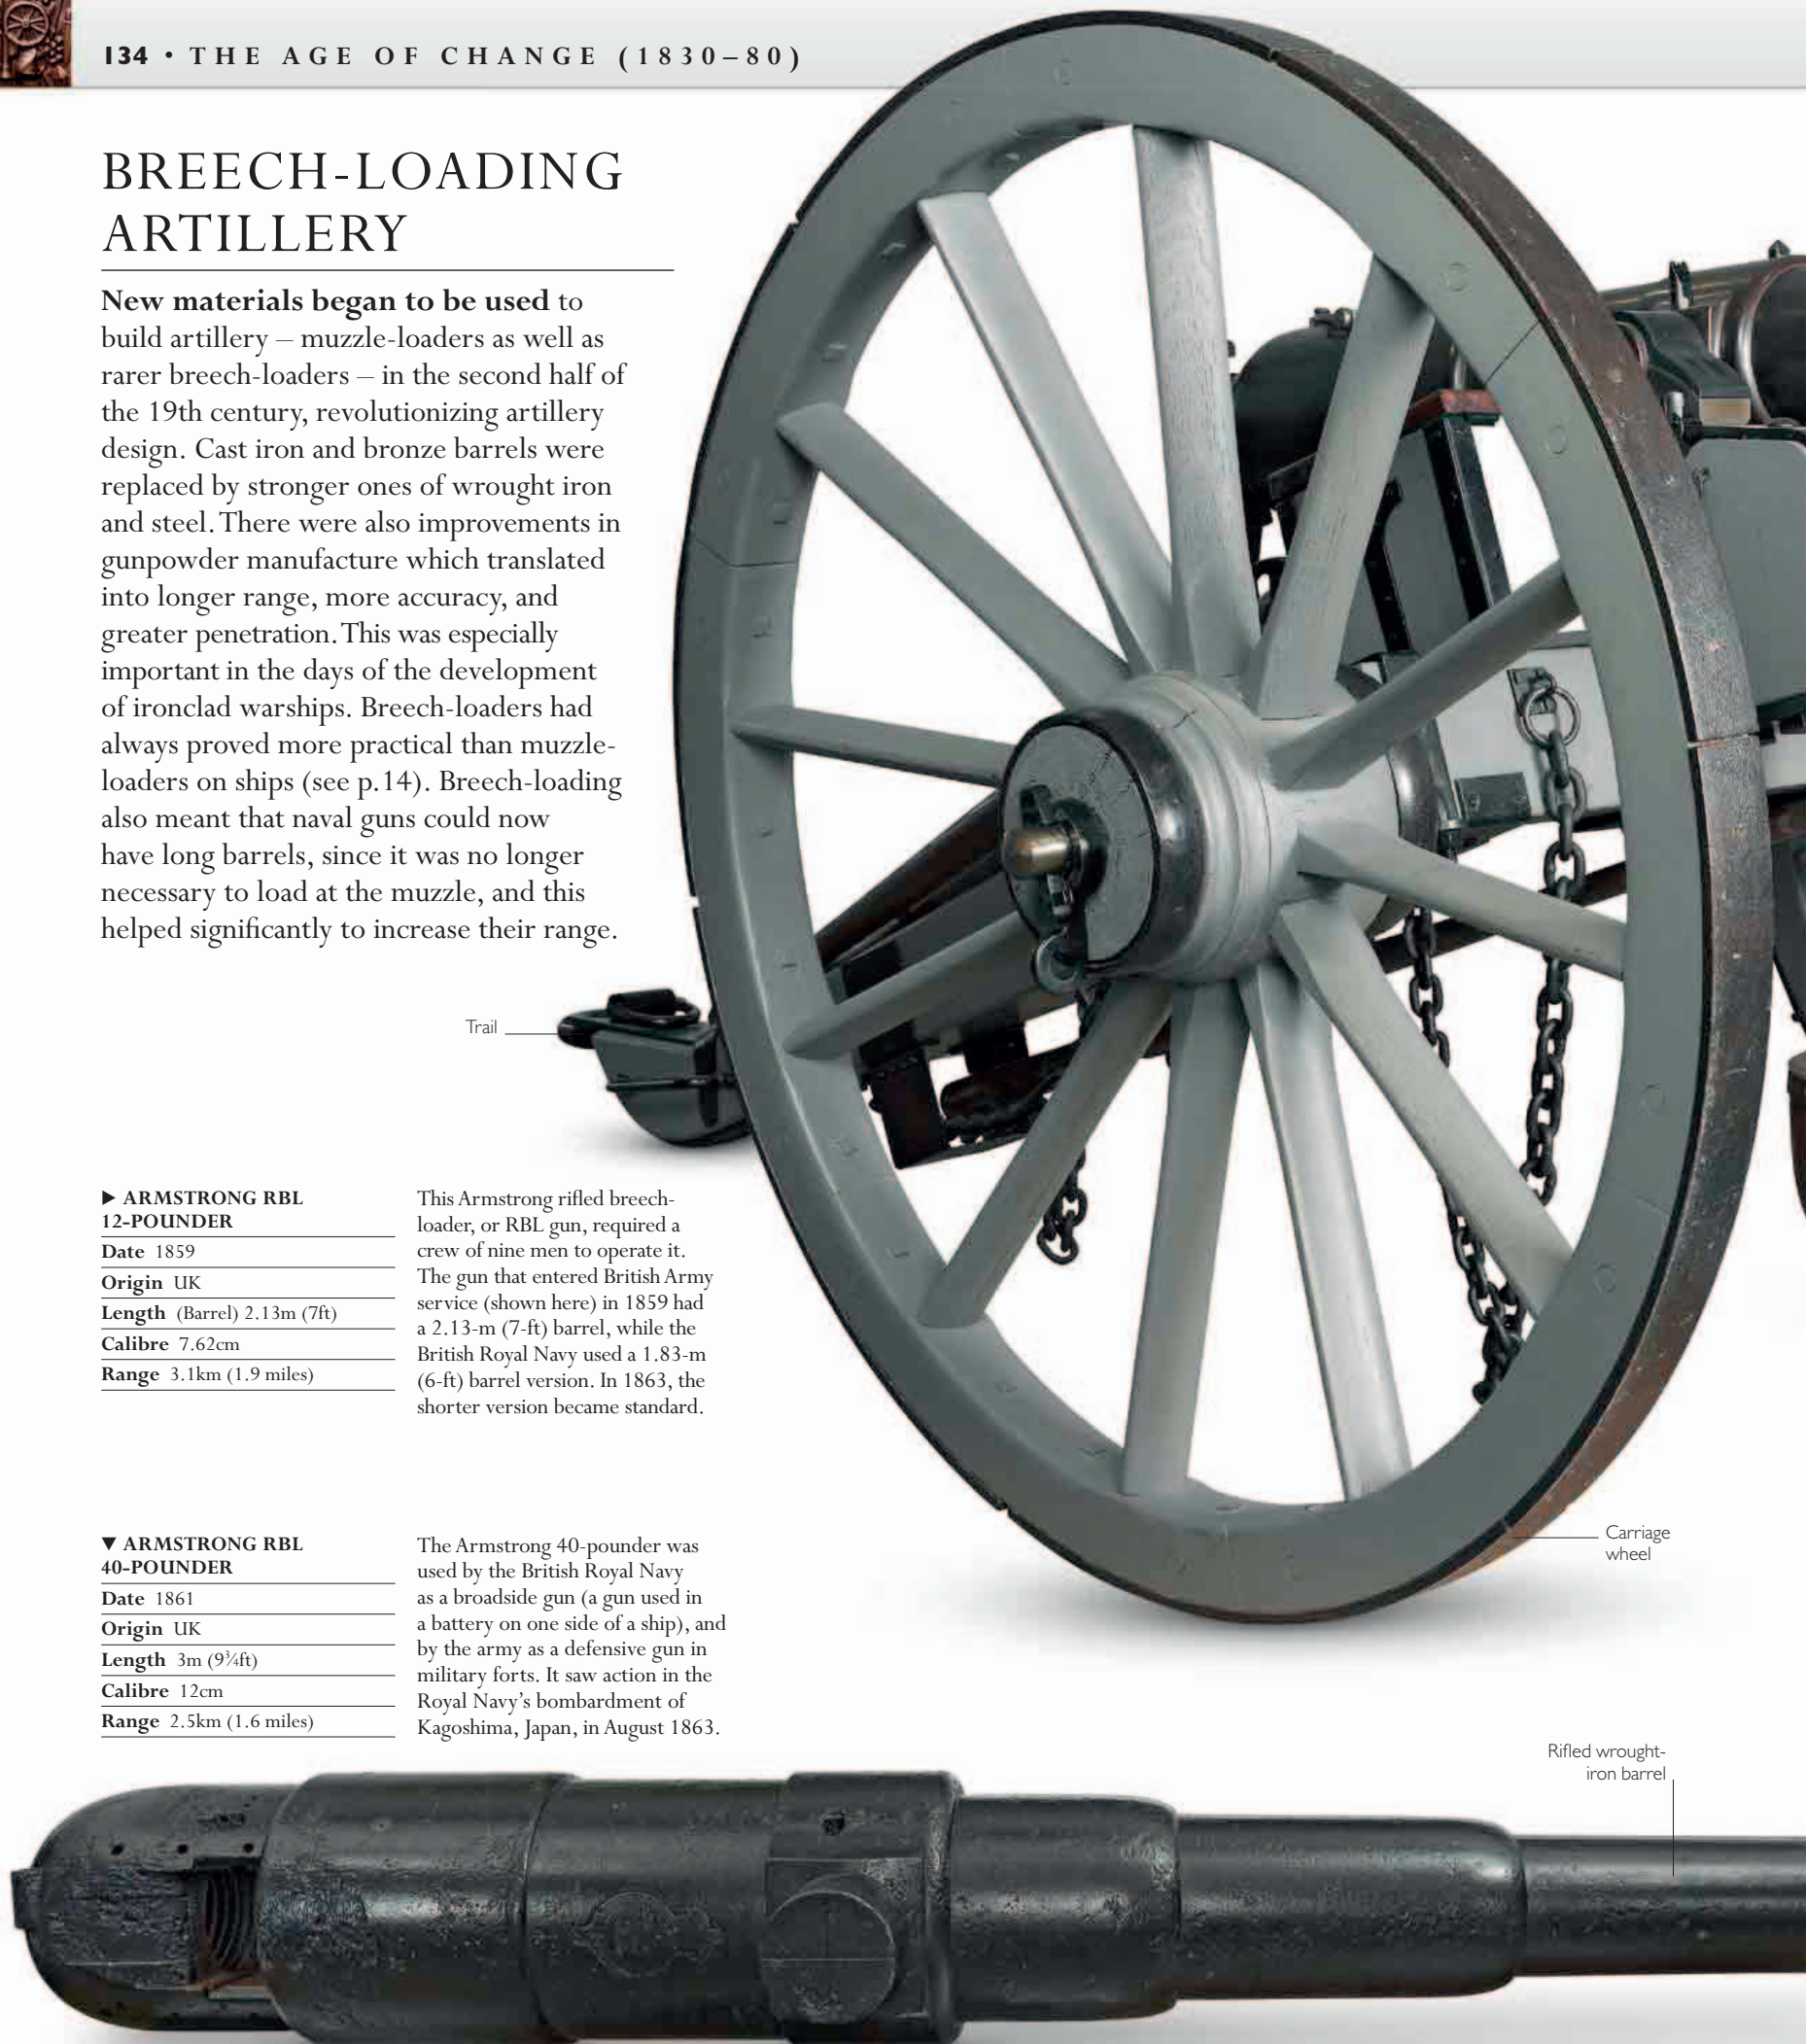 134 • THE AGE OF CHANGE (1830–80)
BREECH-LOADING
ARTILLERY
New materials began to be used to
build artillery – muzzle-loaders as well as
rarer breech-loaders – in the second half of
the 19th century, revolutionizing artillery
design. Cast iron and bronze barrels were
replaced by stronger ones of wrought iron
and steel. There were also improvements in
gunpowder manufacture which translated
into longer range, more accuracy, and
greater penetration. This was especially
important in the days of the development
of ironclad warships. Breech-loaders had
always proved more practical than muzzle-
loaders on ships (see p.14). Breech-loading
also meant that naval guns could now
have long barrels, since it was no longer
necessary to load at the muzzle, and this
helped significantly to increase their range.
Trail
▶ ARMSTRONG RBL
12-POUNDER
Date 1859
Origin UK
Length (Barrel) 2.13m (7ft)
Calibre 7.62cm
Range 3.1km (1.9 miles)
This Armstrong rifled breech-
loader, or RBL gun, required a
crew of nine men to operate it.
The gun that entered British Army
service (shown here) in 1859 had
a 2.13-m (7-ft) barrel, while the
British Royal Navy used a 1.83-m
(6-ft) barrel version. In 1863, the
shorter version became standard.
Carriage
wheel
▼ ARMSTRONG RBL
40-POUNDER
Date 1861
Origin UK
Length 3m (9¾ft)
Calibre 12cm
Range 2.5km (1.6 miles)
The Armstrong 40-pounder was
used by the British Royal Navy
as a broadside gun (a gun used in
a battery on one side of a ship), and
by the army as a defensive gun in
military forts. It saw action in the
Royal Navy's bombardment of
Kagoshima, Japan, in August 1863.
Rifled wrought-
iron barrel